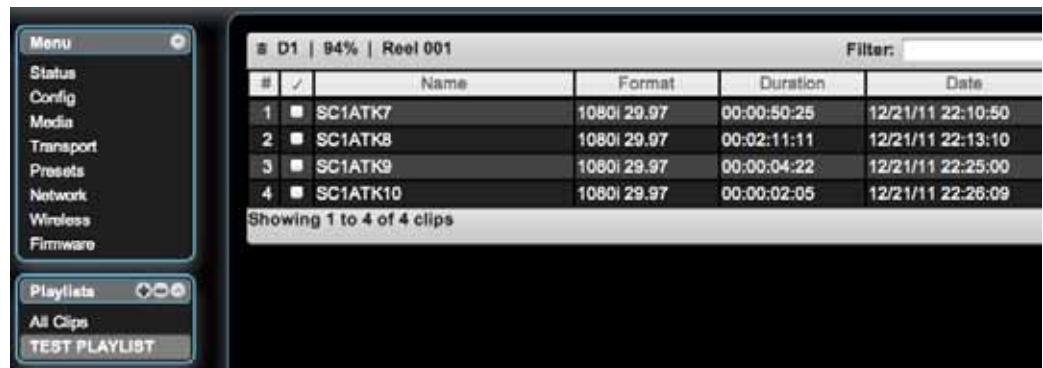 Menu
Status
Config
Media
Transport
Presets
Network
Wireless
Firmware
Playlists
All Clips
TEST PLAYLIST
D1 | 94% | Reel 001 Filter:
# ✓ Name Format Duration Date
1 SC1ATK7 1080i 29.97 00:00:50:25 12/21/11 22:10:50
2 SC1ATK8 1080i 29.97 00:02:11:11 12/21/11 22:13:10
3 SC1ATK9 1080i 29.97 00:00:04:22 12/21/11 22:25:00
4 SC1ATK10 1080i 29.97 00:00:02:05 12/21/11 22:26:09
Showing 1 to 4 of 4 clips